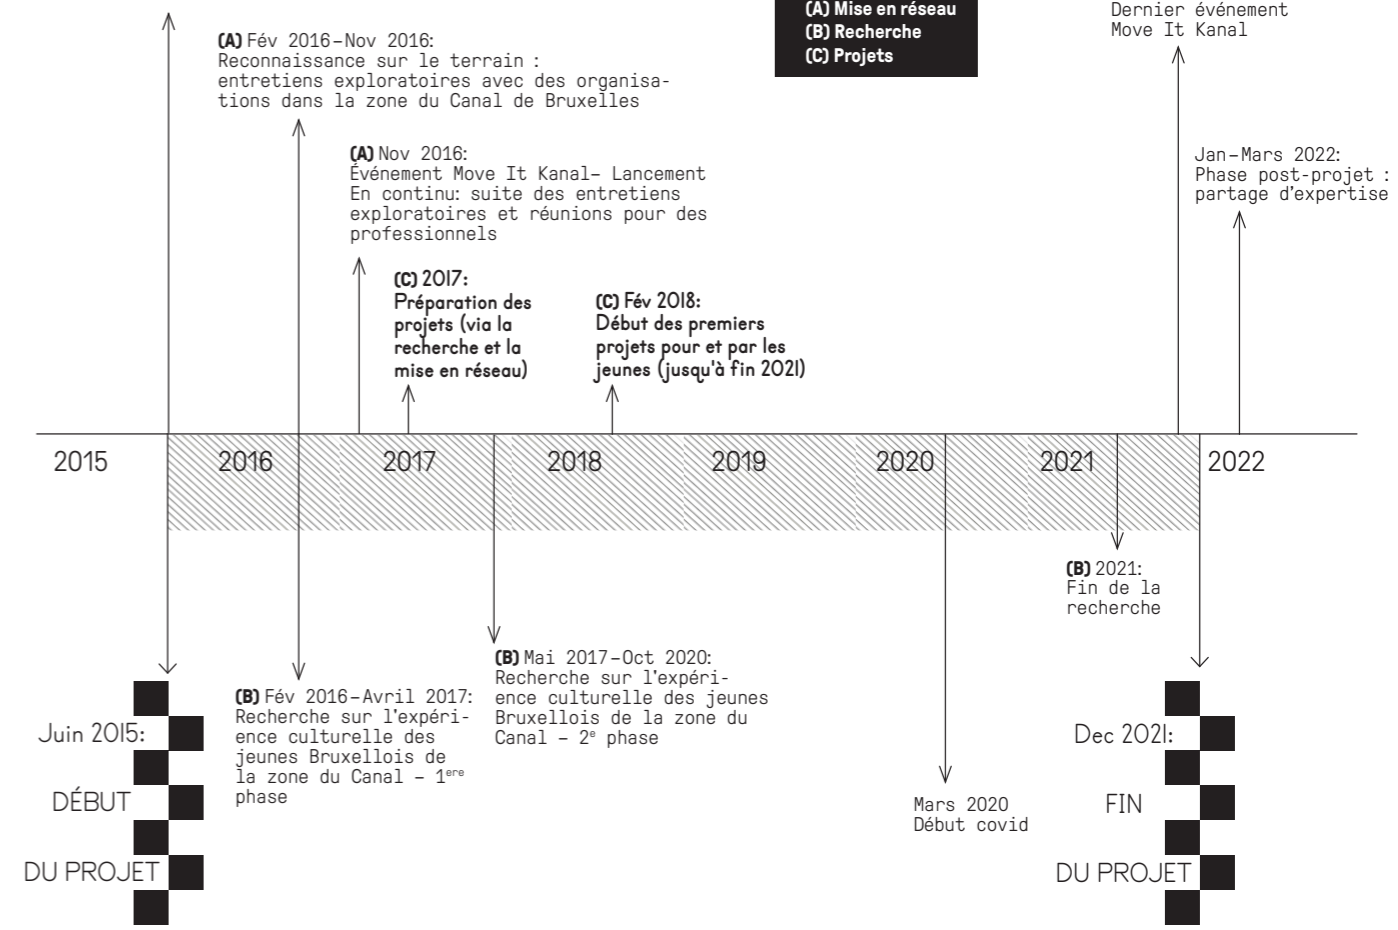 (A) Mise en réseau
(B) Recherche
(C) Projets
Dernier événement
Move It Kanal
(A) Fév 2016–Nov 2016:
Reconnaissance sur le terrain :
entretiens exploratoires avec des organisa-
tions dans la zone du Canal de Bruxelles
(A) Nov 2016:
Événement Move It Kanal– Lancement
En continu: suite des entretiens
exploratoires et réunions pour des
professionnels
Jan–Mars 2022:
Phase post-projet :
partage d'expertise
(C) 2017:
Préparation des
projets (via la
recherche et la
mise en réseau)
(C) Fév 2018:
Début des premiers
projets pour et par les
jeunes (jusqu'à fin 2021)
2015 2016 2017 2018 2019 2020 2021 2022
(B) 2021:
Fin de la
recherche
(B) Mai 2017–Oct 2020:
Recherche sur l'expéri-
ence culturelle des jeunes
Bruxellois de la zone du
Canal – 2e phase
(B) Fév 2016–Avril 2017:
Recherche sur l'expéri-
ence culturelle des
jeunes Bruxellois de
la zone du Canal – 1ere
phase
Mars 2020
Début covid
Juin 2015:
DÉBUT
DU PROJET
Dec 2021:
FIN
DU PROJET